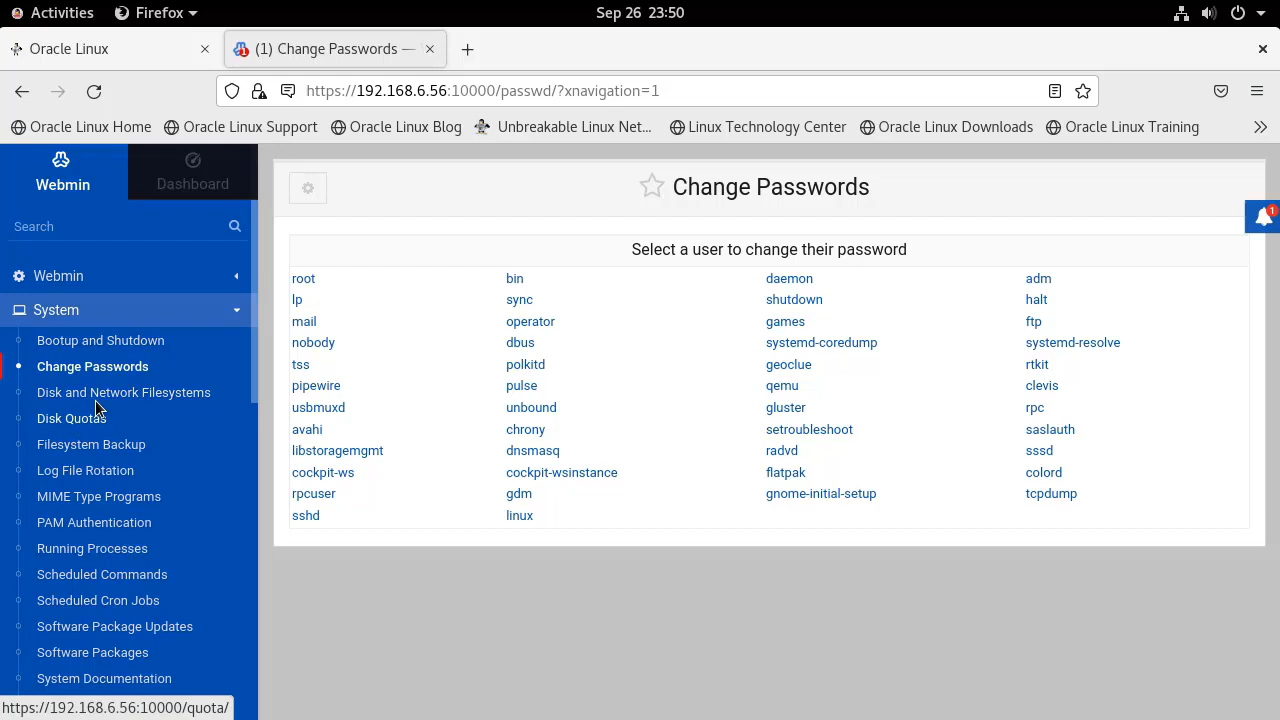 Activities Firefox Sep 26 23:50
Oracle Linux (1) Change Passwords —
https://192.168.6.56:10000/passwd/?xnavigation=1
Oracle Linux Home Oracle Linux Support Oracle Linux Blog Unbreakable Linux Net... Linux Technology Center Oracle Linux Downloads Oracle Linux Training
Webmin Dashboard
Search
Webmin
System
Bootup and Shutdown
Change Passwords
Disk and Network Filesystems
Disk Quotas
Filesystem Backup
Log File Rotation
MIME Type Programs
PAM Authentication
Running Processes
Scheduled Commands
Scheduled Cron Jobs
Software Package Updates
Software Packages
System Documentation
https://192.168.6.56:10000/quota/
Change Passwords
1
Select a user to change their password
root bin daemon adm
lp sync shutdown halt
mail operator games ftp
nobody dbus systemd-coredump systemd-resolve
tss polkitd geoclue rtkit
pipewire pulse qemu clevis
usbmuxd unbound gluster rpc
avahi chrony setroubleshoot saslauth
libstoragemgmt dnsmasq radvd sssd
cockpit-ws cockpit-wsinstance flatpak colord
rpcuser gdm gnome-initial-setup tcpdump
sshd linux